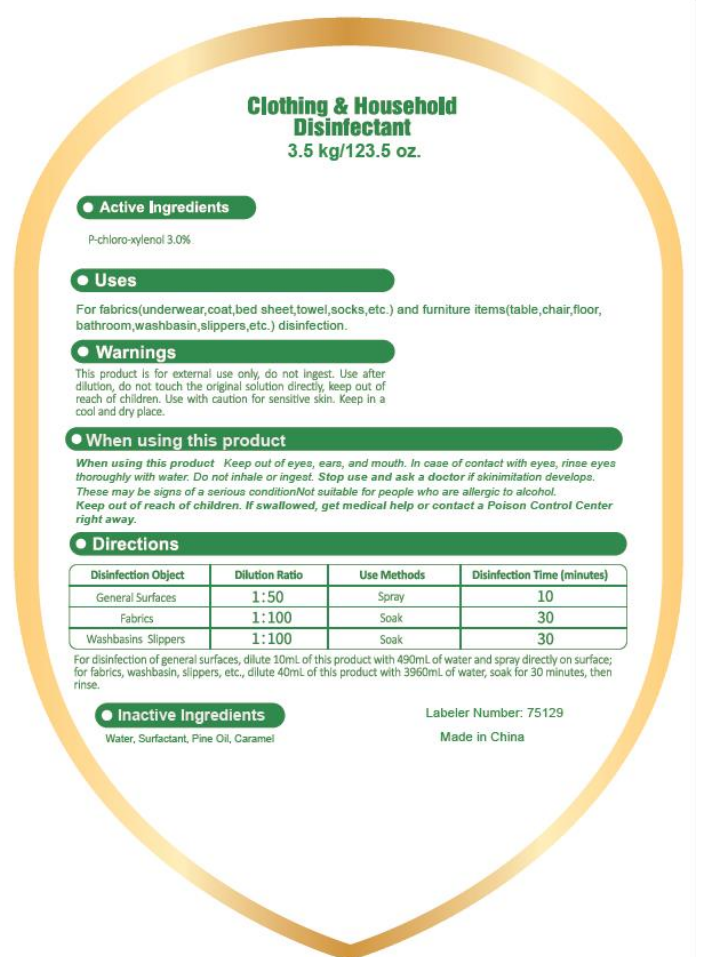 Clothing & Household
Disinfectant
3.5 kg/123.5 oz.
Active Ingredients
P-chloro-xylenol 3.0%
Uses
For fabrics(underwear,coat,bed sheet,towel,socks,etc.) and furniture items(table,chair,floor,
bathroom,washbasin,slippers,etc.) disinfection.
Warnings
This product is for external use only, do not ingest. Use after
dilution, do not touch the original solution directly, keep out of
reach of children. Use with caution for sensitive skin. Keep in a
cool and dry place.
When using this product
When using this product Keep out of eyes, ears, and mouth. In case of contact with eyes, rinse eyes
thoroughly with water. Do not inhale or ingest. Stop use and ask a doctor if skinimitation develops.
These may be signs of a serious conditionNot suitable for people who are allergic to alcohol.
Keep out of reach of children. If swallowed, get medical help or contact a Poison Control Center
right away.
Directions
Disinfection Object Dilution Ratio Use Methods Disinfection Time (minutes)
General Surfaces 1:50 Spray 10
Fabrics 1:100 Soak 30
Washbasins Slippers 1:100 Soak 30
For disinfection of general surfaces, dilute 10mL of this product with 490mL of water and spray directly on surface;
for fabrics, washbasin, slippers, etc., dilute 40mL of this product with 3960mL of water, soak for 30 minutes, then
rinse.
Inactive Ingredients
Water, Surfactant, Pine Oil, Caramel
Labeler Number: 75129
Made in China